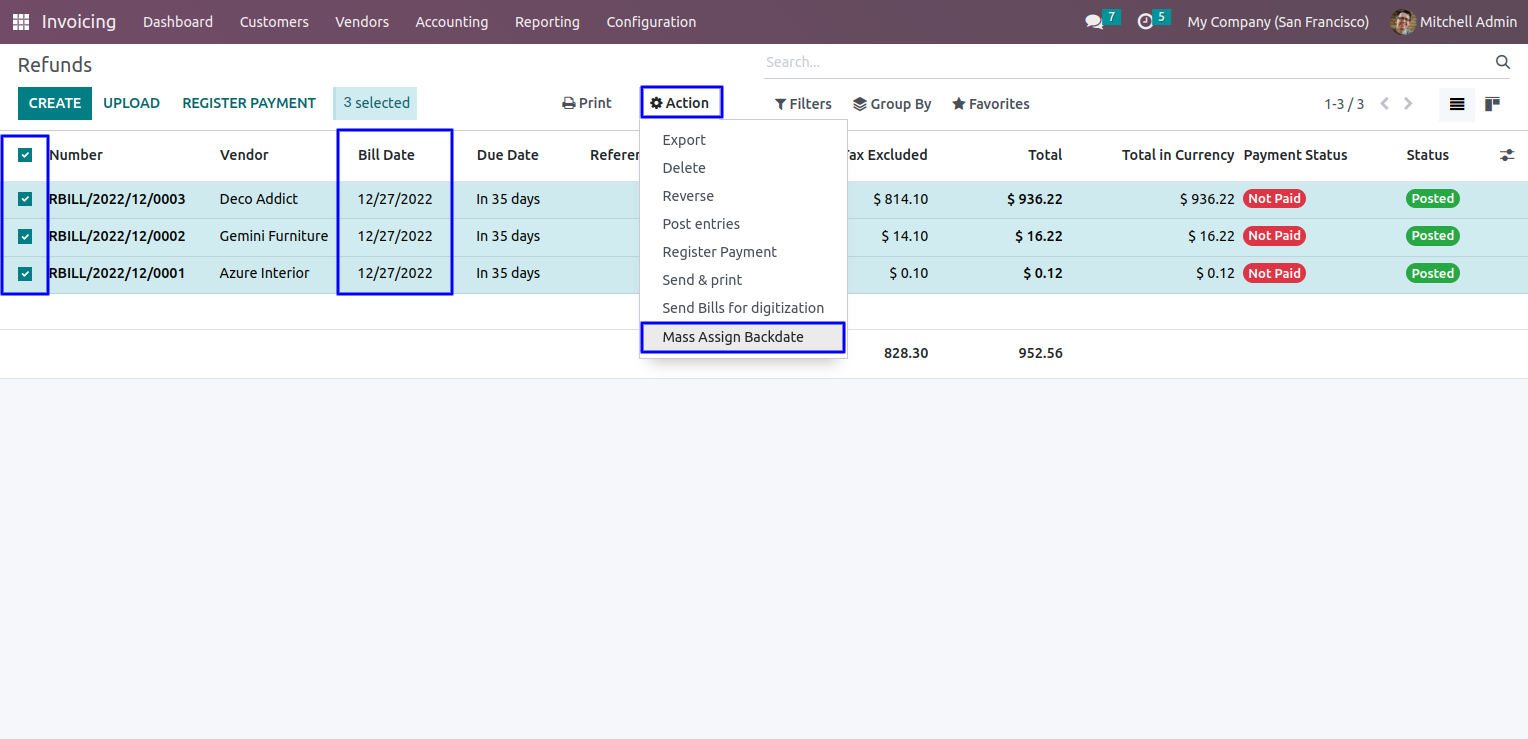 Invoicing Dashboard Customers Vendors Accounting Reporting Configuration 7 5 My Company (San Francisco) Mitchell Admin
Refunds Search...
CREATE UPLOAD REGISTER PAYMENT 3 selected Print Action Filters Group By Favorites 1-3 / 3
Number Vendor Bill Date Due Date Referen Tax Excluded Total Total in Currency Payment Status Status
RBILL/2022/12/0003 Deco Addict 12/27/2022 In 35 days $ 814.10 $ 936.22 $ 936.22 Not Paid Posted
RBILL/2022/12/0002 Gemini Furniture 12/27/2022 In 35 days $ 14.10 $ 16.22 $ 16.22 Not Paid Posted
RBILL/2022/12/0001 Azure Interior 12/27/2022 In 35 days $ 0.10 $ 0.12 $ 0.12 Not Paid Posted
828.30 952.56
Export
Delete
Reverse
Post entries
Register Payment
Send & print
Send Bills for digitization
Mass Assign Backdate